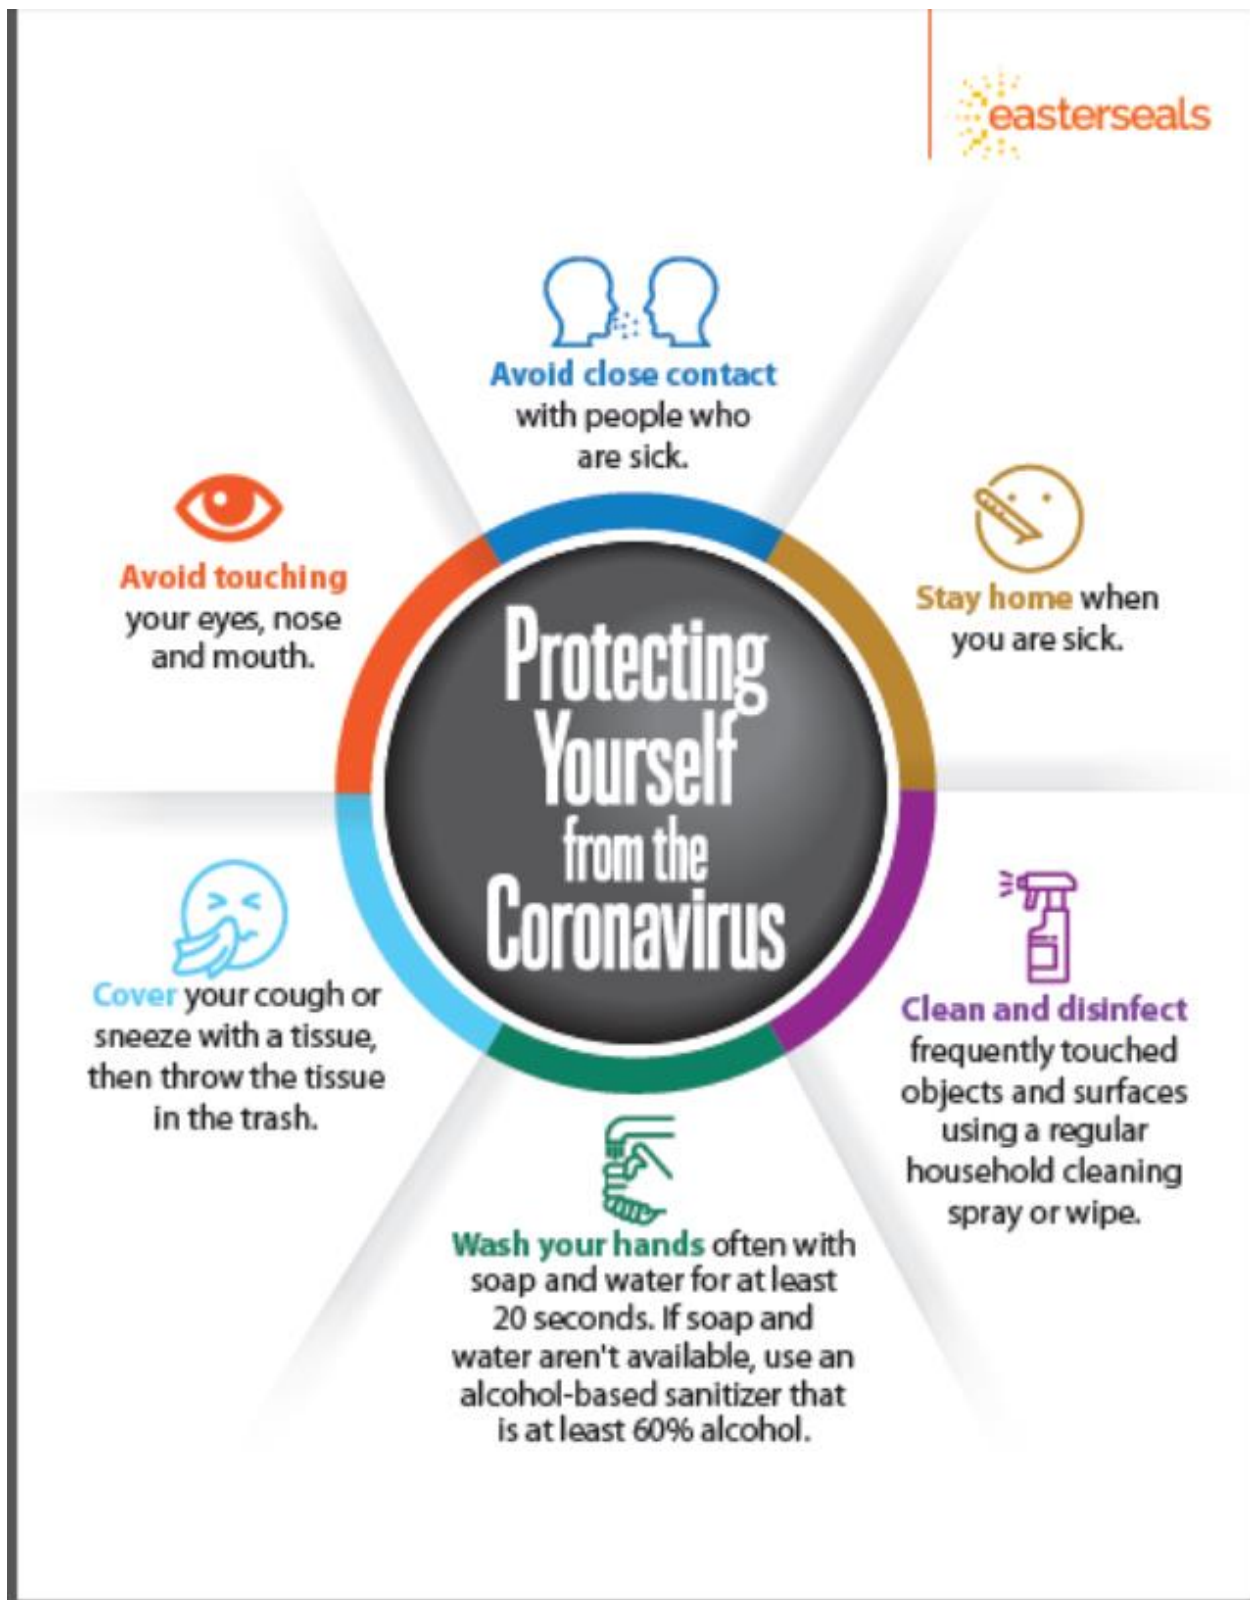 easterseals
Avoid close contact
with people who
are sick.
Stay home when
you are sick.
Clean and disinfect
frequently touched
objects and surfaces
using a regular
household cleaning
spray or wipe.
Wash your hands often with
soap and water for at least
20 seconds. If soap and
water aren't available, use an
alcohol-based sanitizer that
is at least 60% alcohol.
Cover your cough or
sneeze with a tissue,
then throw the tissue
in the trash.
Avoid touching
your eyes, nose
and mouth.
Protecting
Yourself
from the
Coronavirus